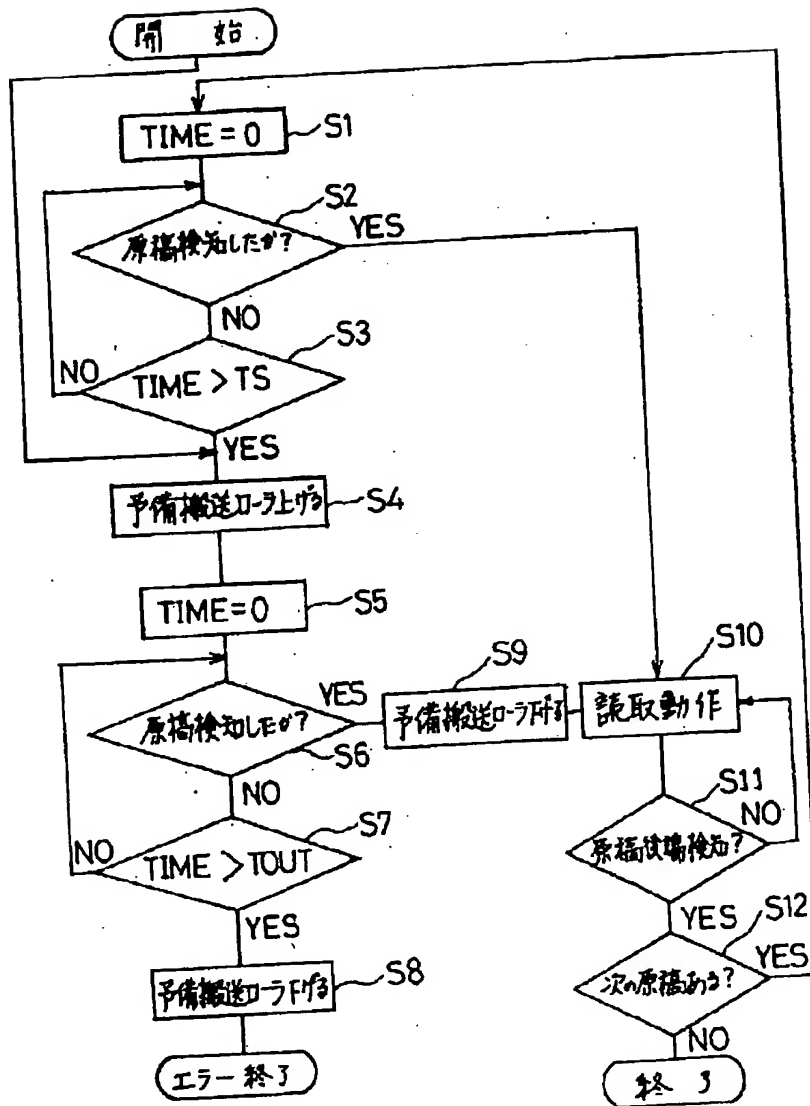 開 始
TIME = 0
S1
S2
原稿検知したか?
YES
NO
S3
NO
TIME > TS
YES
予備搬送ローラ上げる
S4
TIME=0
S5
原稿検知したか?
YES
S6
NO
S9
予備搬送ローラ下げる
S10
読取動作
S7
NO
TIME > TOUT
YES
S11
NO
原稿後端検知?
YES
S12
YES
次の原稿ある?
NO
予備搬送ローラ下げる
S8
エラー終了
終 了